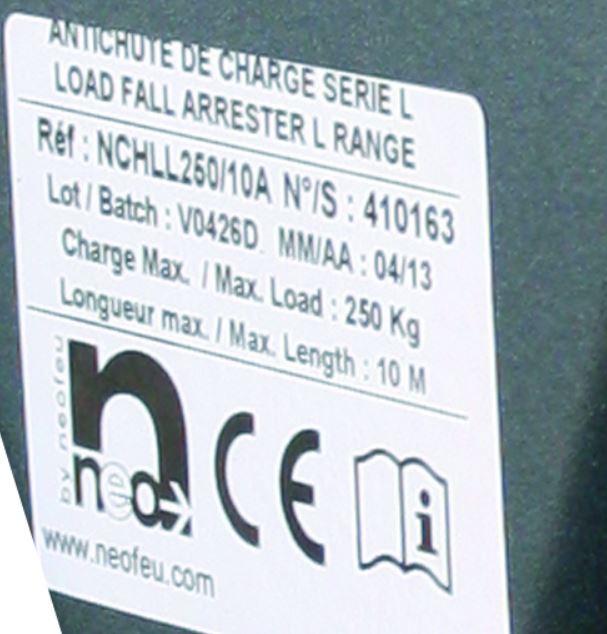 ANTICHUTE DE CHARGE SERIE L
LOAD FALL ARRESTER L RANGE
Réf : NCHLL250/10A N°/S : 410163
Lot / Batch : V0426D MM/AA : 04/13
Charge Max. / Max. Load : 250 Kg
Longueur max. / Max. Length : 10 M
by neofeu
n
neo
CE
i
www.neofeu.com